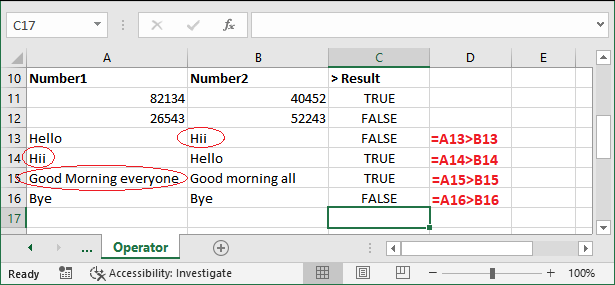 C17
fx
A B C D E
10 Number1 Number2 > Result
11 82134 40452 TRUE
12 26543 52243 FALSE
13 Hello Hii FALSE =A13>B13
14 Hii Hello TRUE =A14>B14
15 Good Morning everyone Good morning all TRUE =A15>B15
16 Bye Bye FALSE =A16>B16
17
... Operator
Ready Accessibility: Investigate 100%